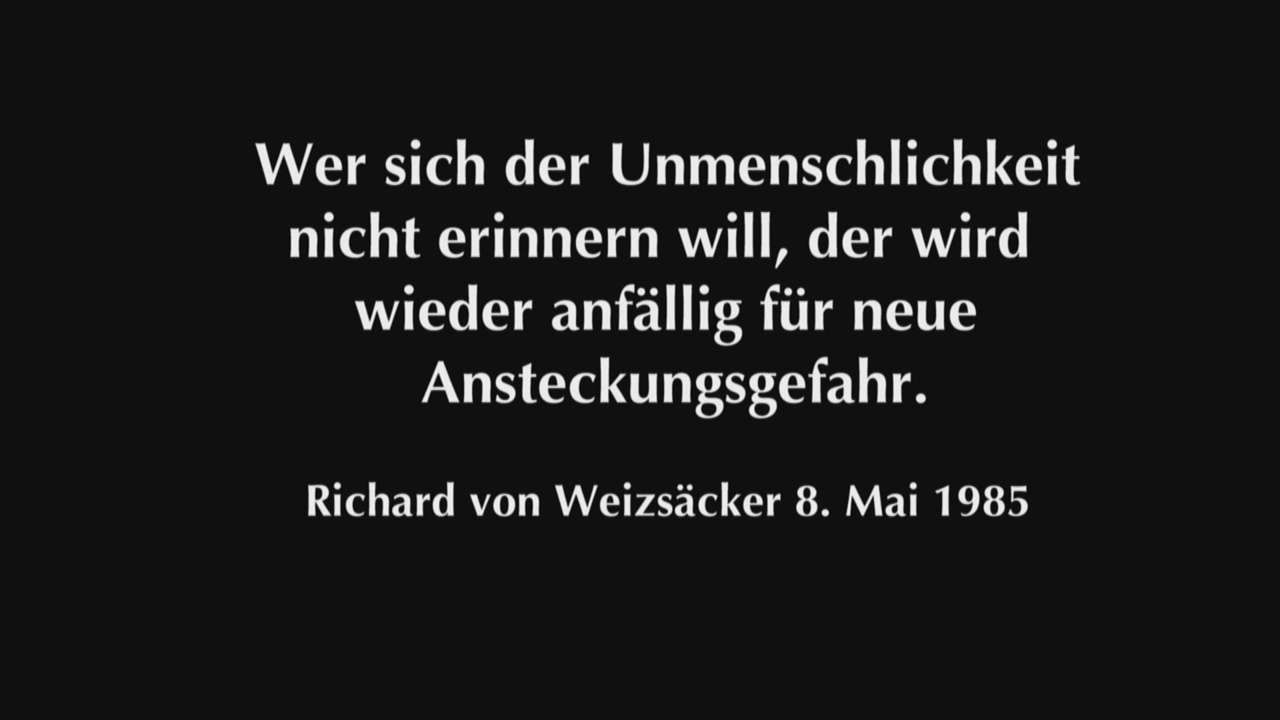 Wer sich der Unmenschlichkeit
nicht erinnern will, der wird
wieder anfällig für neue
Ansteckungsgefahr.
Richard von Weizsäcker 8. Mai 1985